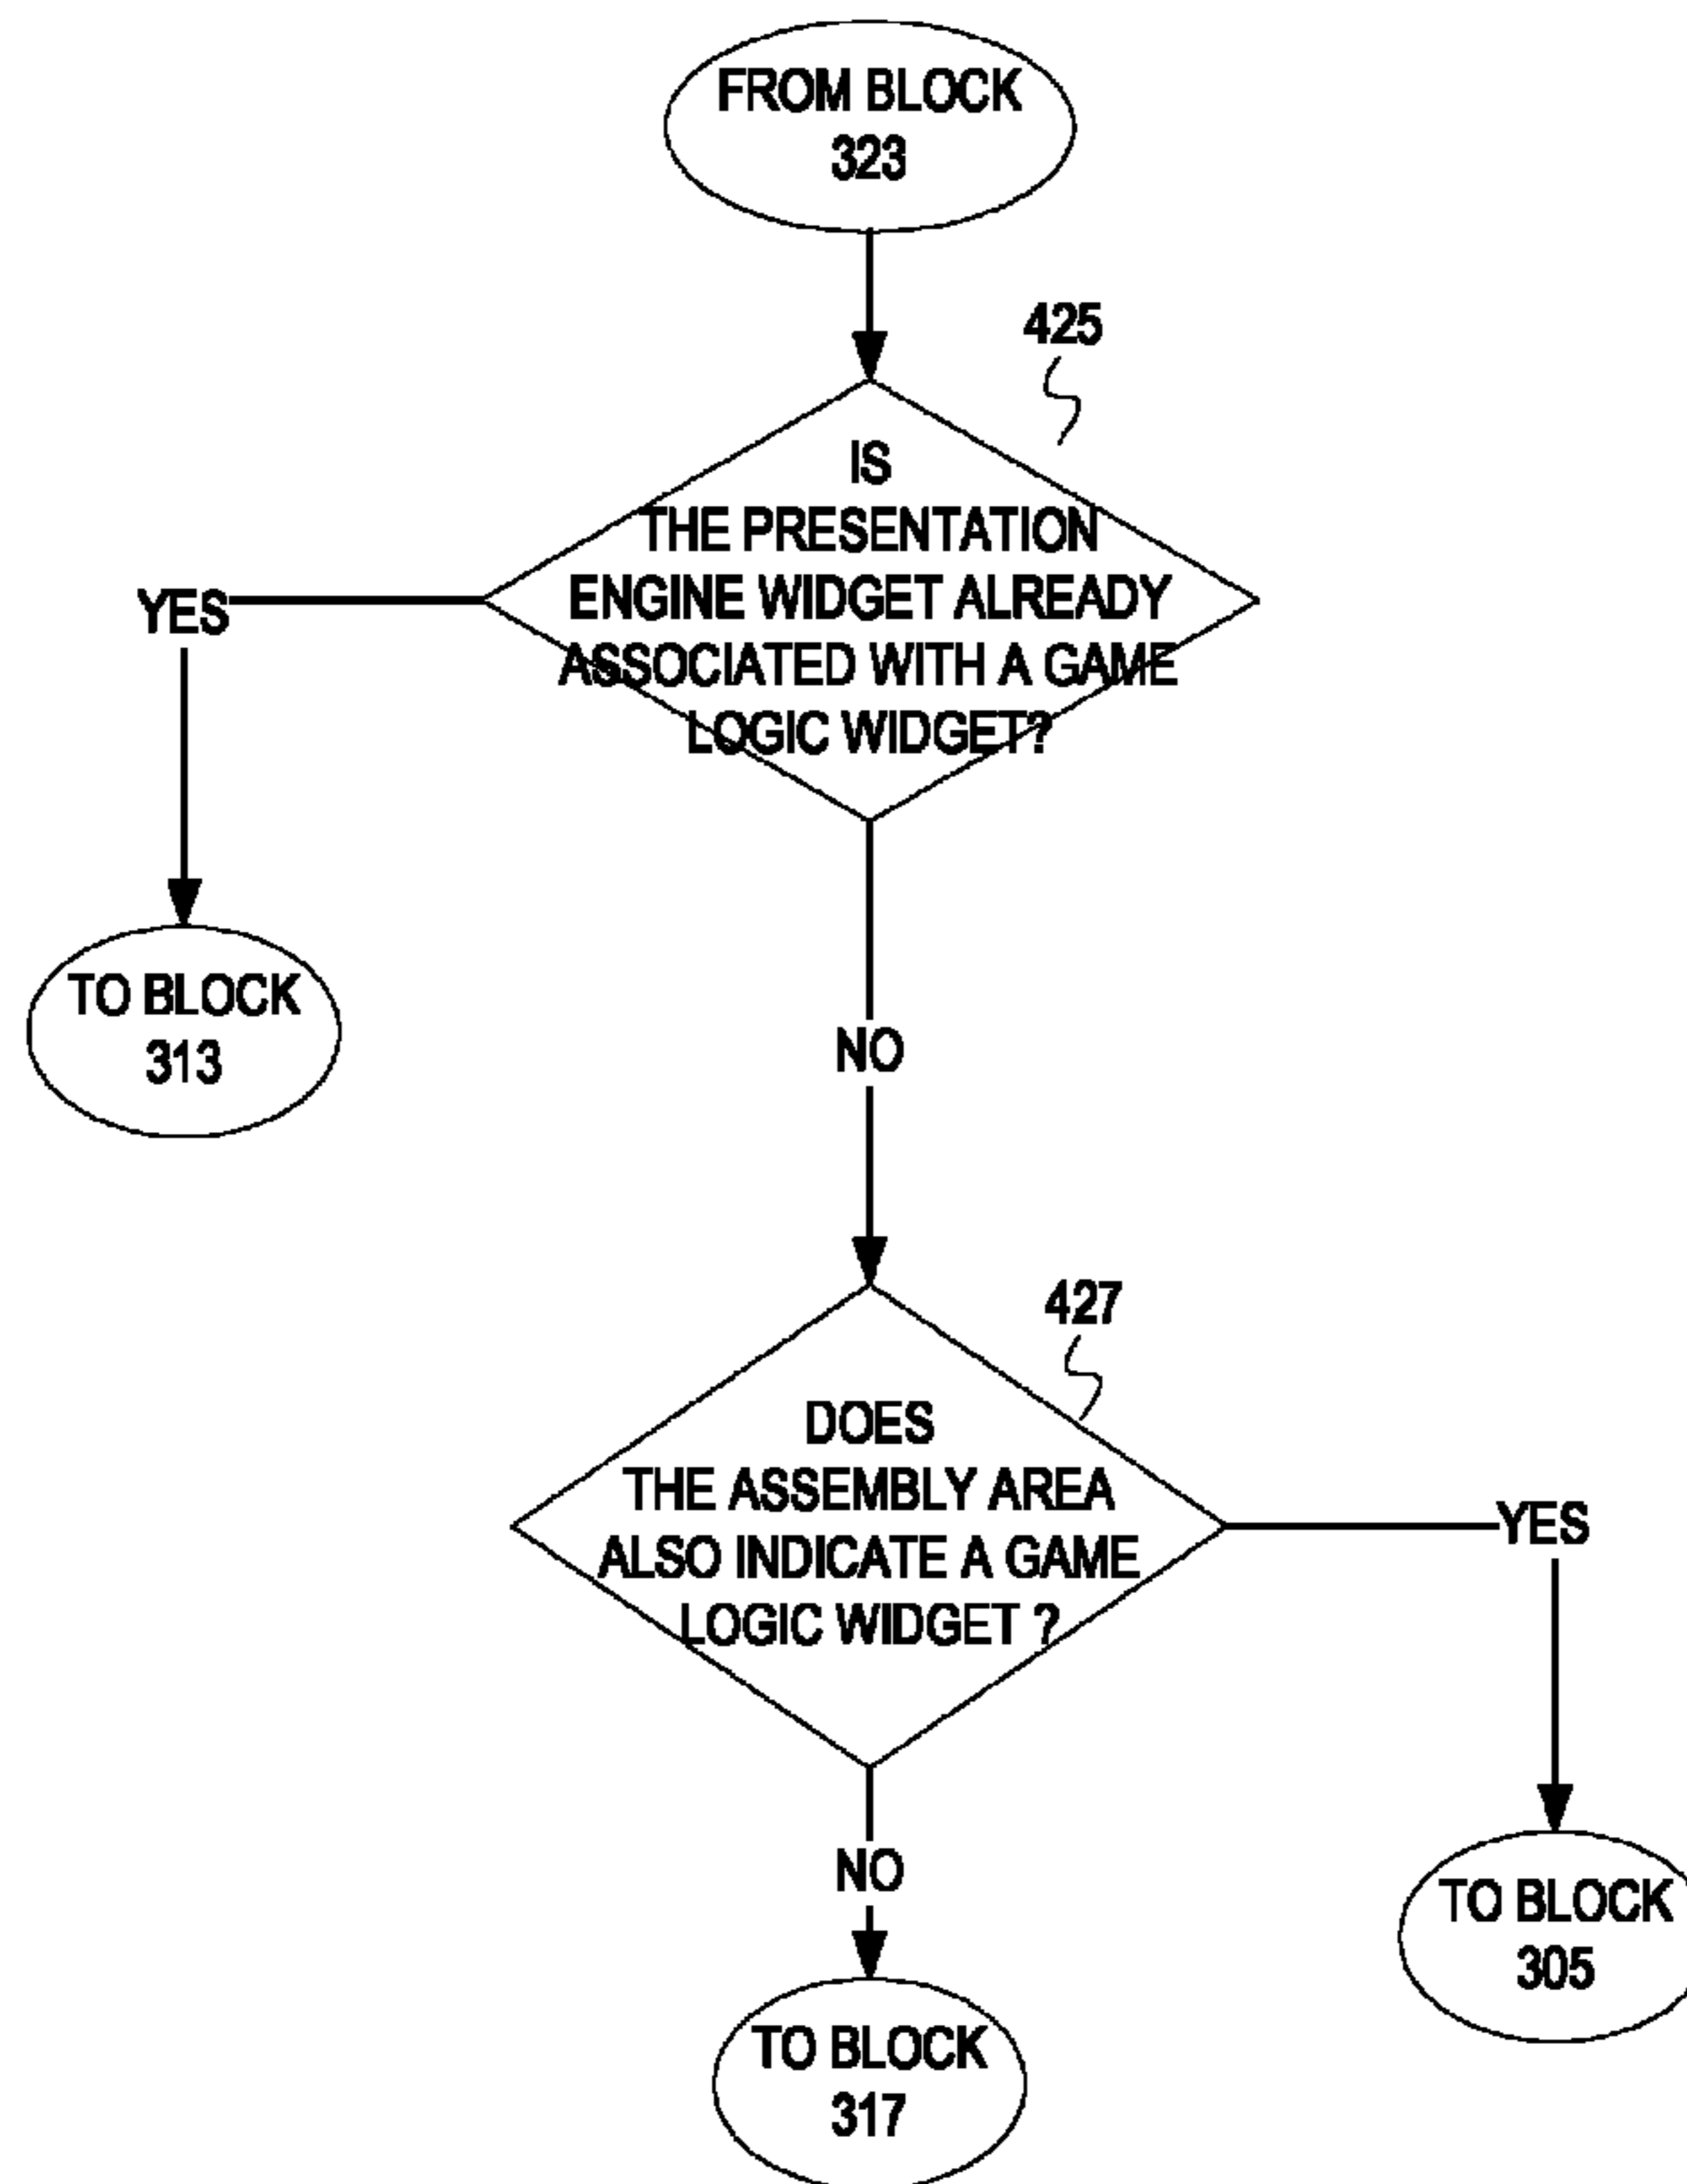 FROM BLOCK
323
425
IS
THE PRESENTATION
ENGINE WIDGET ALREADY
ASSOCIATED WITH A GAME
LOGIC WIDGET?
YES
TO BLOCK
313
NO
427
DOES
THE ASSEMBLY AREA
ALSO INDICATE A GAME
LOGIC WIDGET ?
YES
TO BLOCK
305
NO
TO BLOCK
317